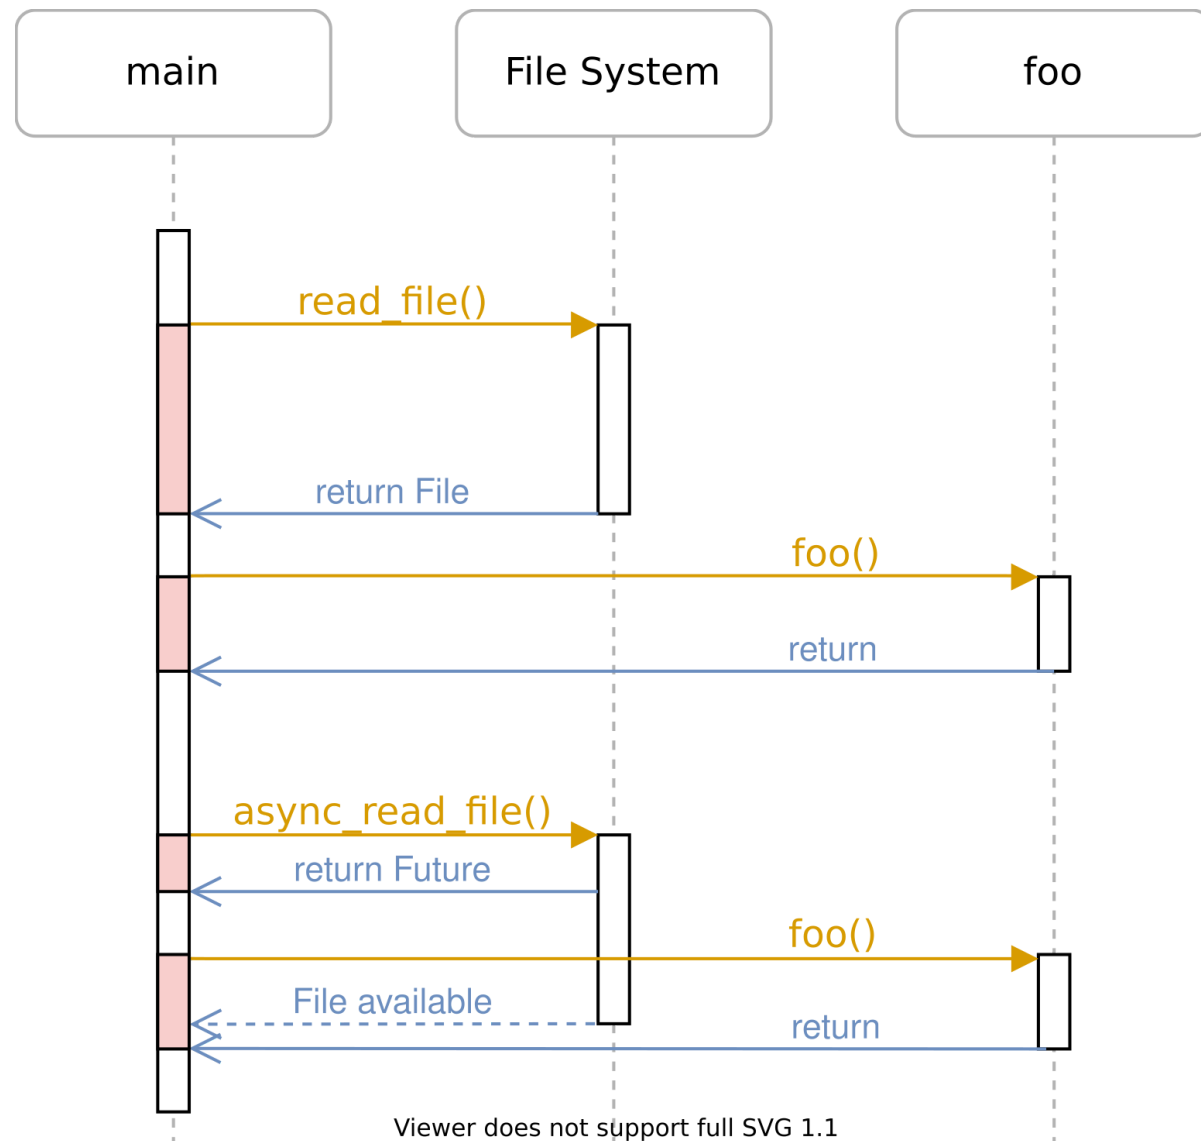 main
File System
foo
read_file()
return File
foo()
return
async_read_file()
return Future
foo()
File available
return
Viewer does not support full SVG 1.1